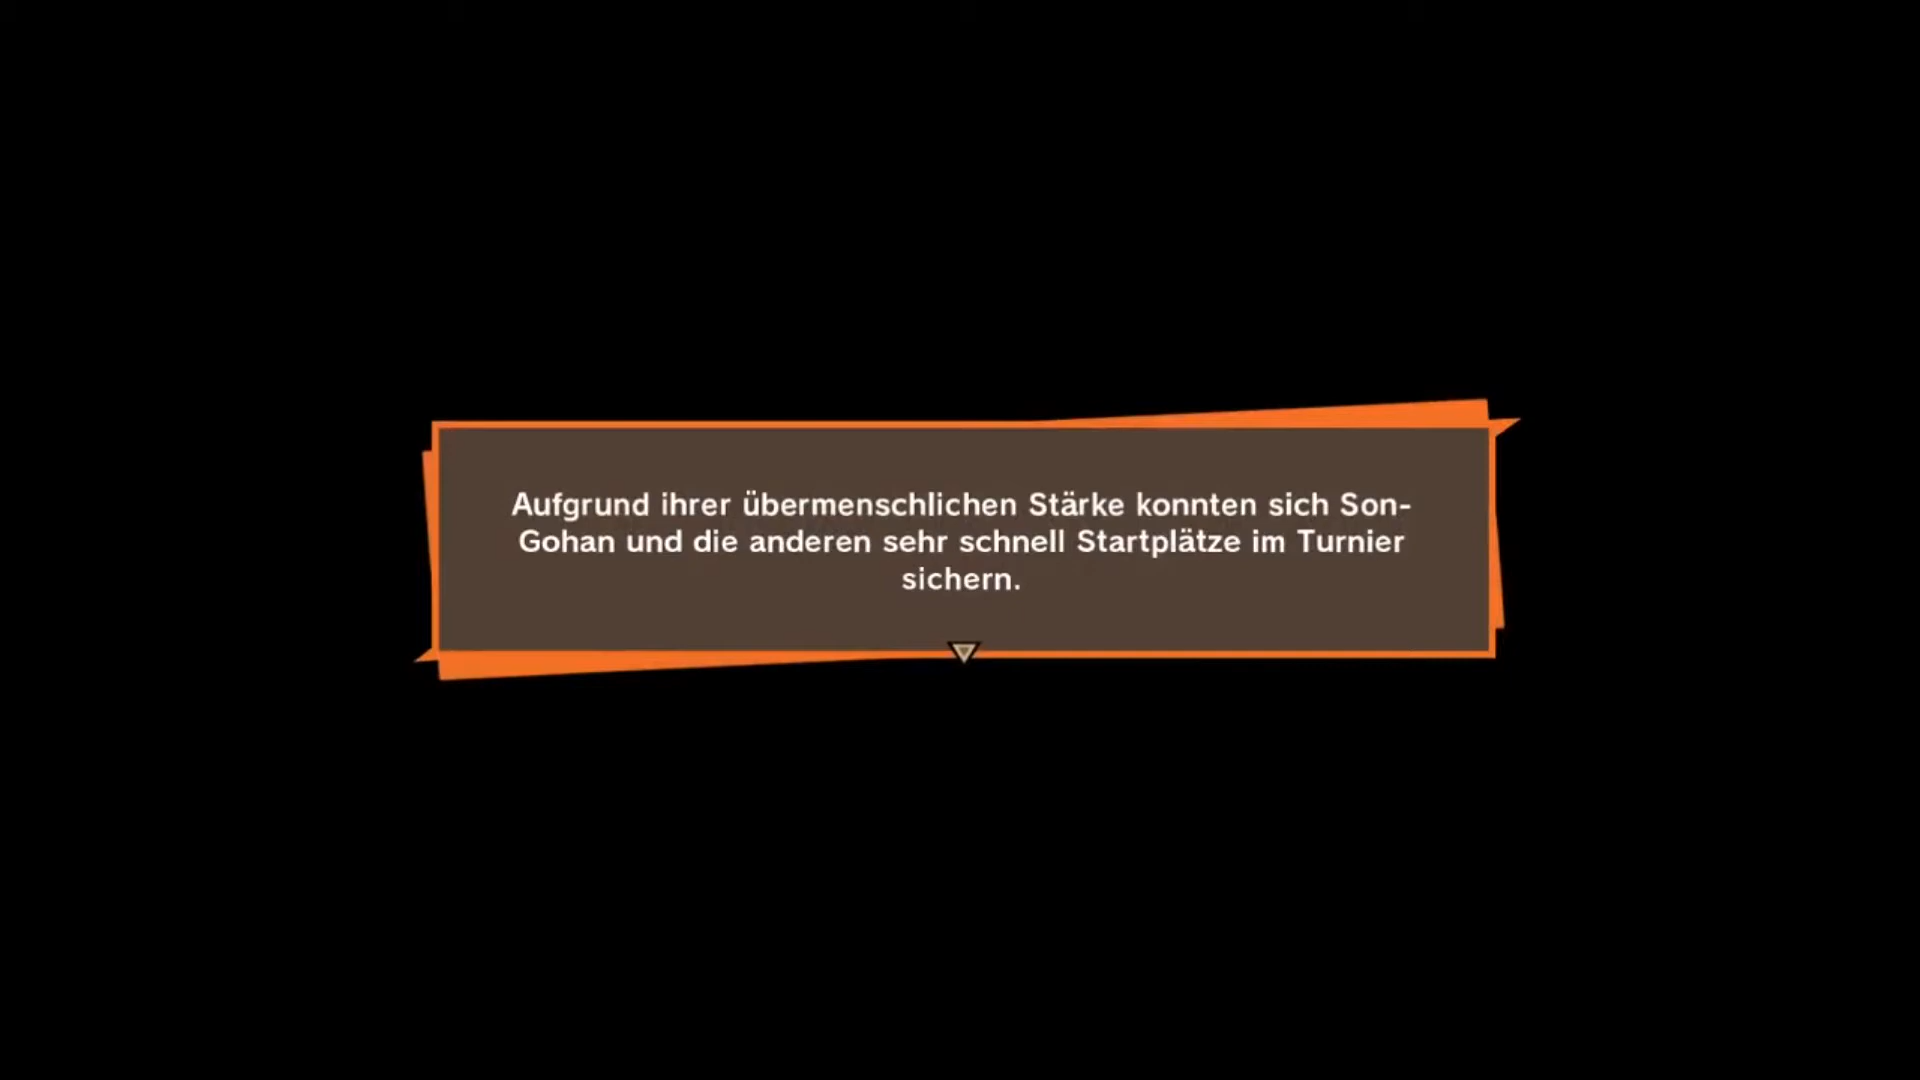 Aufgrund ihrer übermenschlichen Stärke konnten sich Son-
Gohan und die anderen sehr schnell Startplätze im Turnier
sichern.